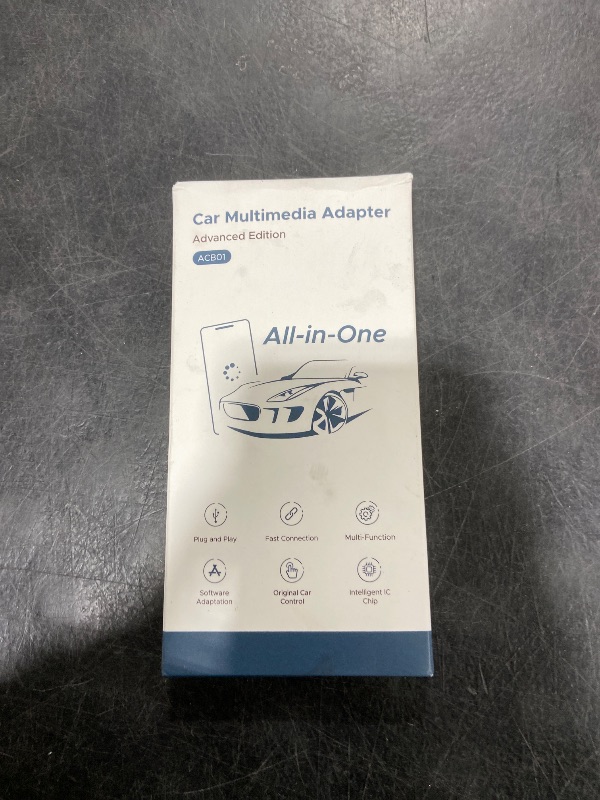 Car Multimedia Adapter
Advanced Edition
ACB01
All-in-One
Plug and Play
Fast Connection
Multi-Function
Software
Adaptation
Original Car
Control
Intelligent IC
Chip